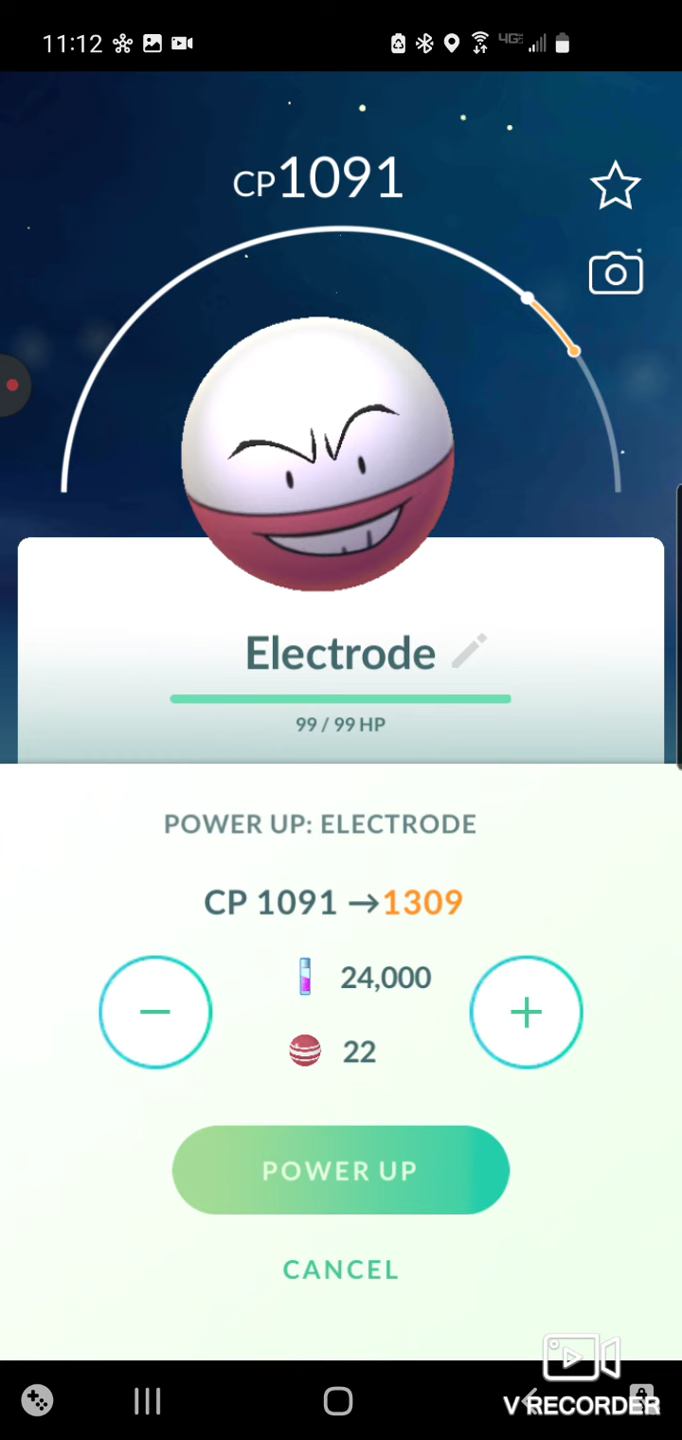 11:12
4GE
CP1091
Electrode
99 / 99 HP
POWER UP: ELECTRODE
CP 1091 →1309
24,000
22
POWER UP
CANCEL
V RECORDER